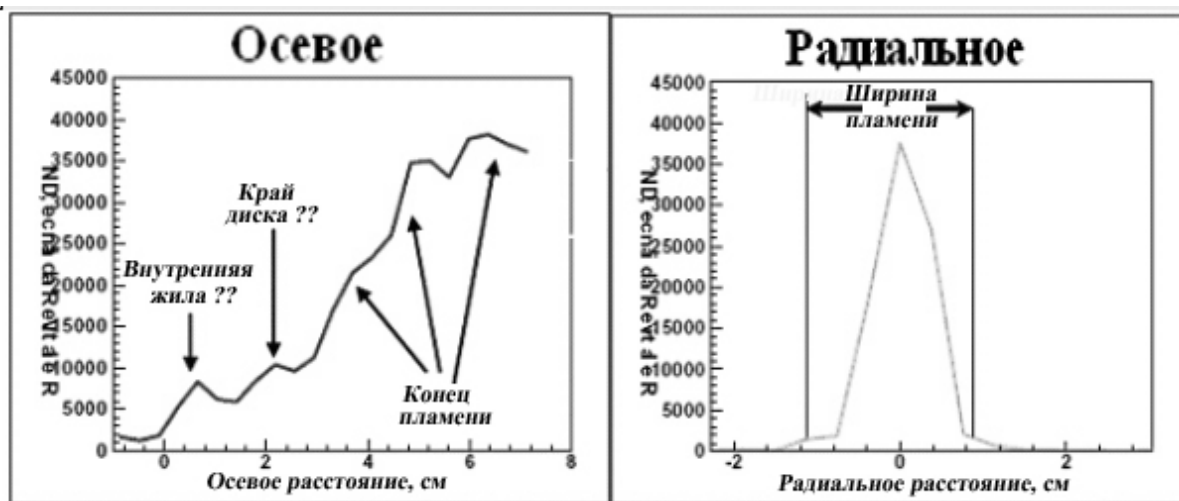 Осевое
45000
40000
35000
30000
25000
20000
15000
10000
5000
0
Край
диска ??
Внутренняя
жила ??
Конец
пламени
0 2 4 6 8
Осевое расстояние, см
Радиальное
45000
40000
35000
30000
25000
20000
15000
10000
5000
0
Ширина
пламени
-2 0 2
Радиальное расстояние, см